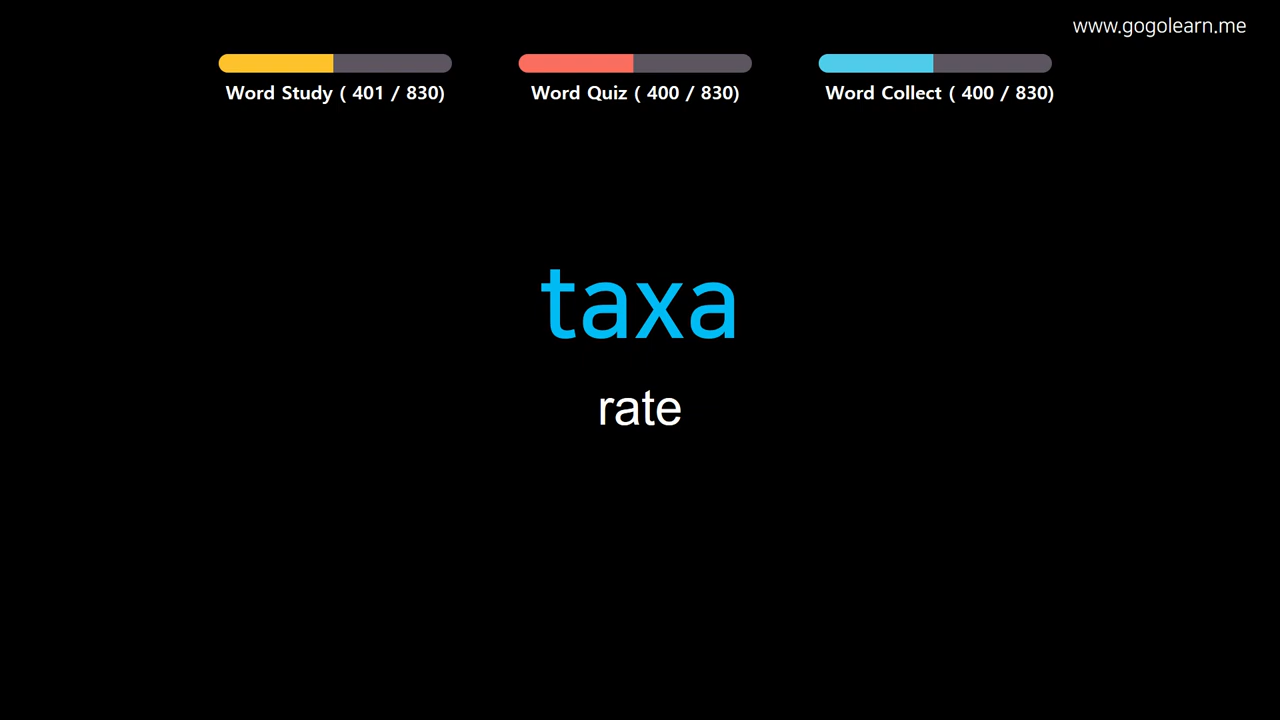 www.gogolearn.me
Word Study ( 401 / 830)
Word Quiz ( 400 / 830)
Word Collect ( 400 / 830)
taxa
rate